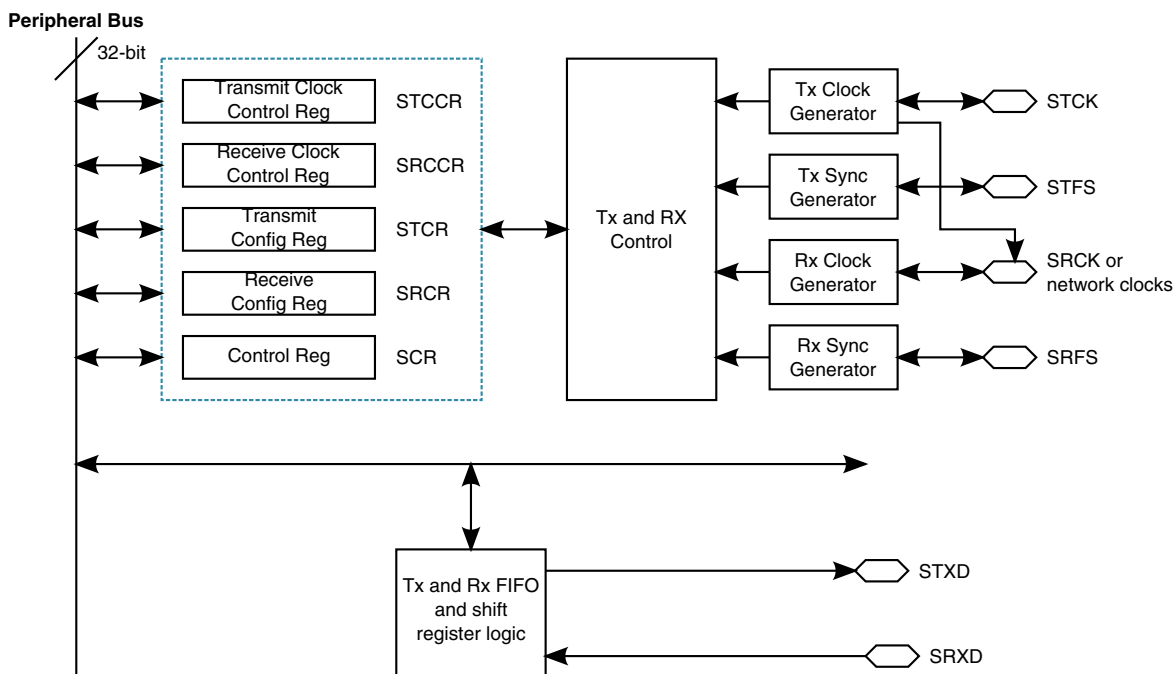 Peripheral Bus
32-bit
Transmit Clock
Control Reg
STCCR
Receive Clock
Control Reg
SRCCR
Transmit
Config Reg
STCR
Receive
Config Reg
SRCR
Control Reg
SCR
Tx and RX
Control
Tx Clock
Generator
STCK
Tx Sync
Generator
STFS
Rx Clock
Generator
SRCK or
network clocks
Rx Sync
Generator
SRFS
Tx and Rx FIFO
and shift
register logic
STXD
SRXD